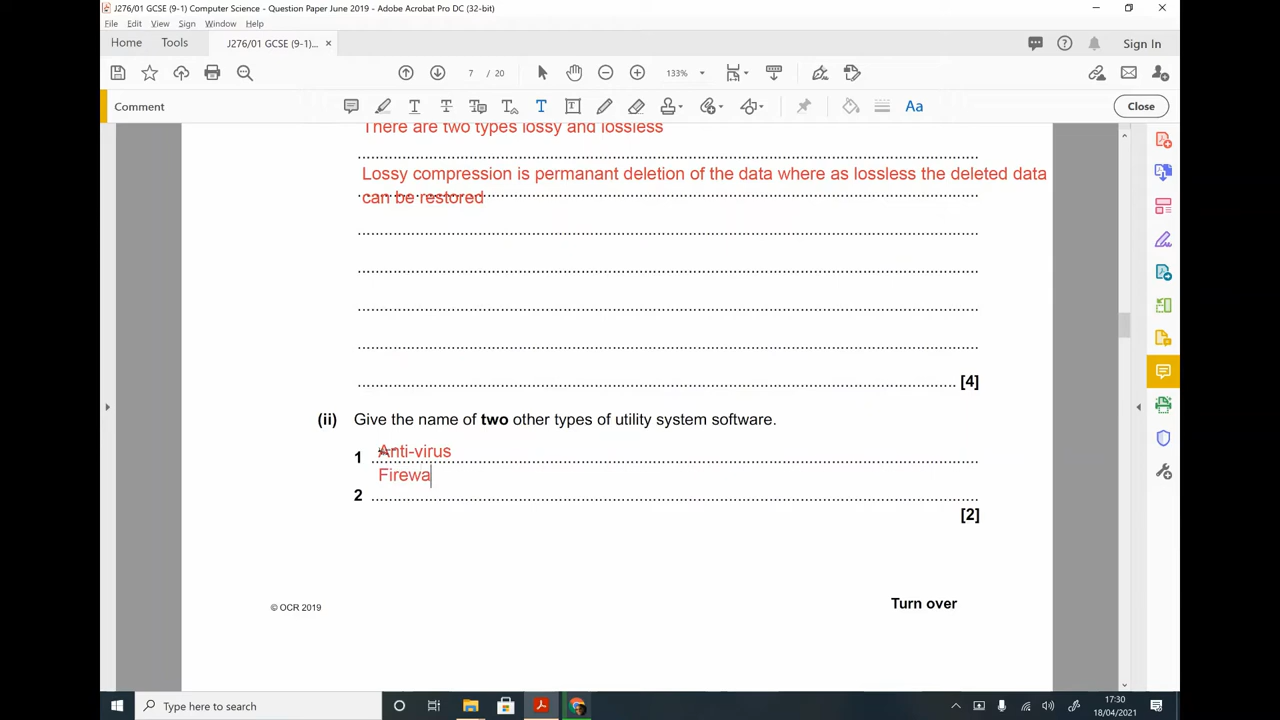 J276/01 GCSE (9-1) Computer Science - Question Paper June 2019 - Adobe Acrobat Pro DC (32-bit)
File Edit View Sign Window Help
Home Tools J276/01 GCSE (9-1)... × Sign In
7 / 20 133%
Comment Close
There are two types lossy and lossless
Lossy compression is permanant deletion of the data where as lossless the deleted data
can be restored
[4]
(ii) Give the name of two other types of utility system software.
1 Anti-virus
Firewa
2
[2]
© OCR 2019
Turn over
Type here to search
17:30
18/04/2021